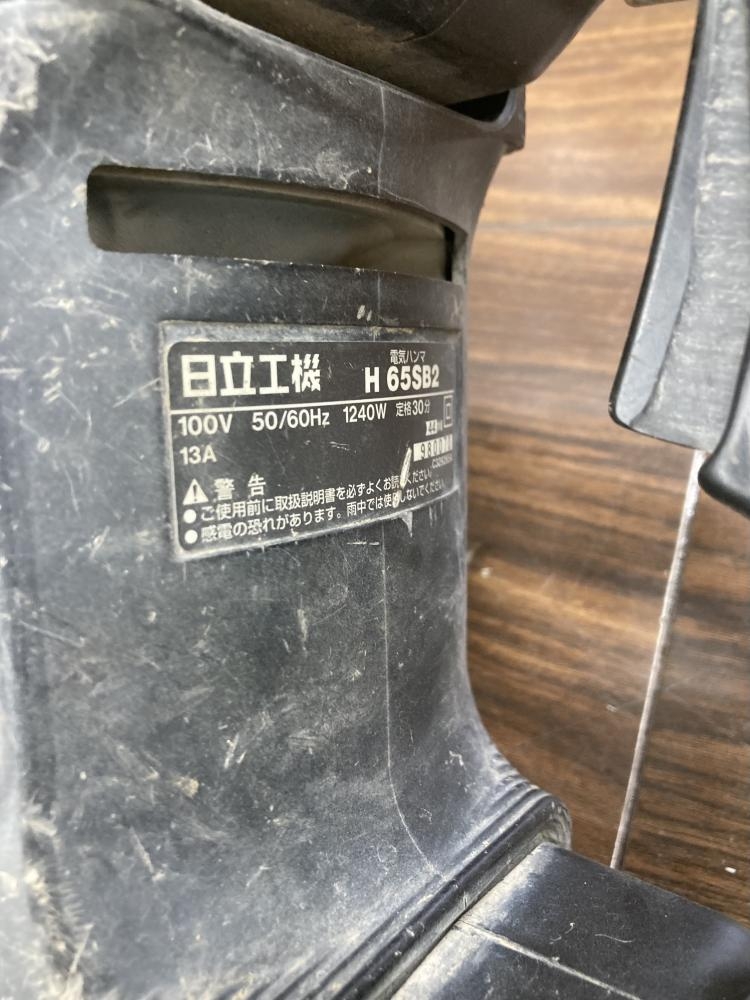 日立工機
電気ハンマ
H 65SB2
100V 50/60Hz 1240W 定格30分
13A
警告
●ご使用前に取扱説明書を必ずよくお読みください。
●感電の恐れがあります。雨中では使用しないでください。